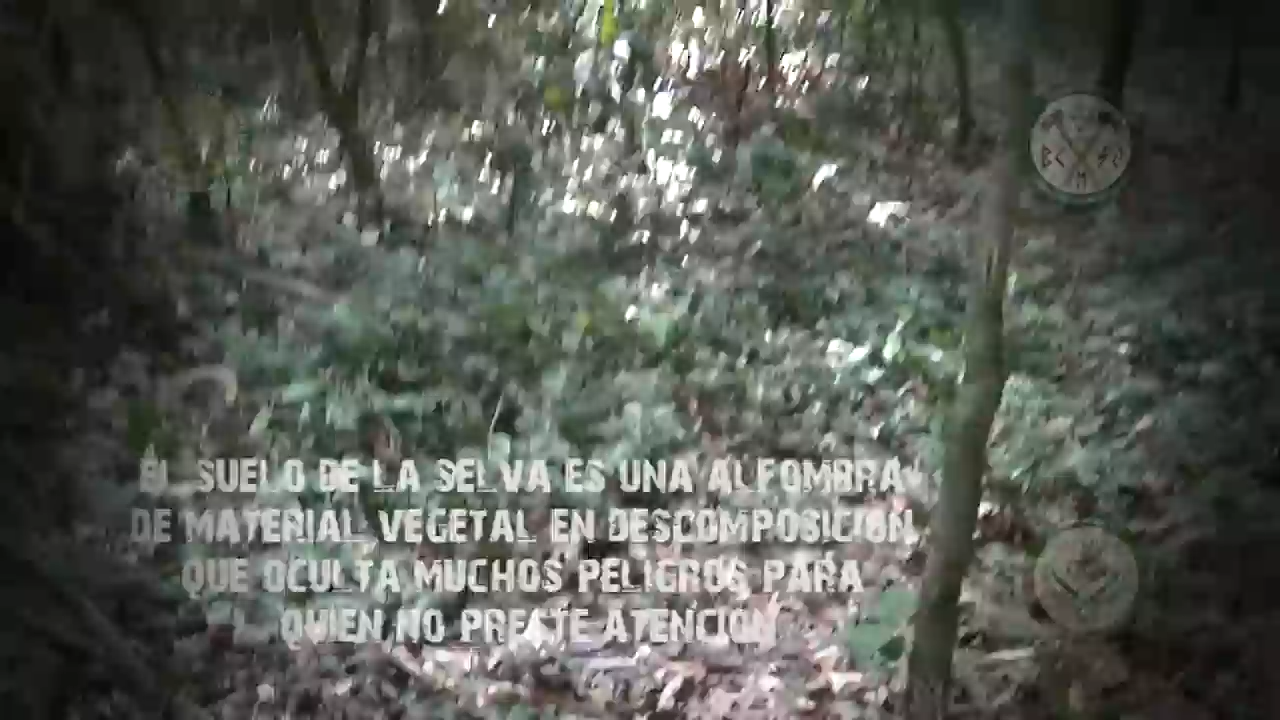 EL SUELO DE LA SELVA ES UNA ALFOMBRA
DE MATERIAL VEGETAL EN DESCOMPOSICION
QUE OCULTA MUCHOS PELIGROS PARA
QUIEN NO PRESTE ATENCION